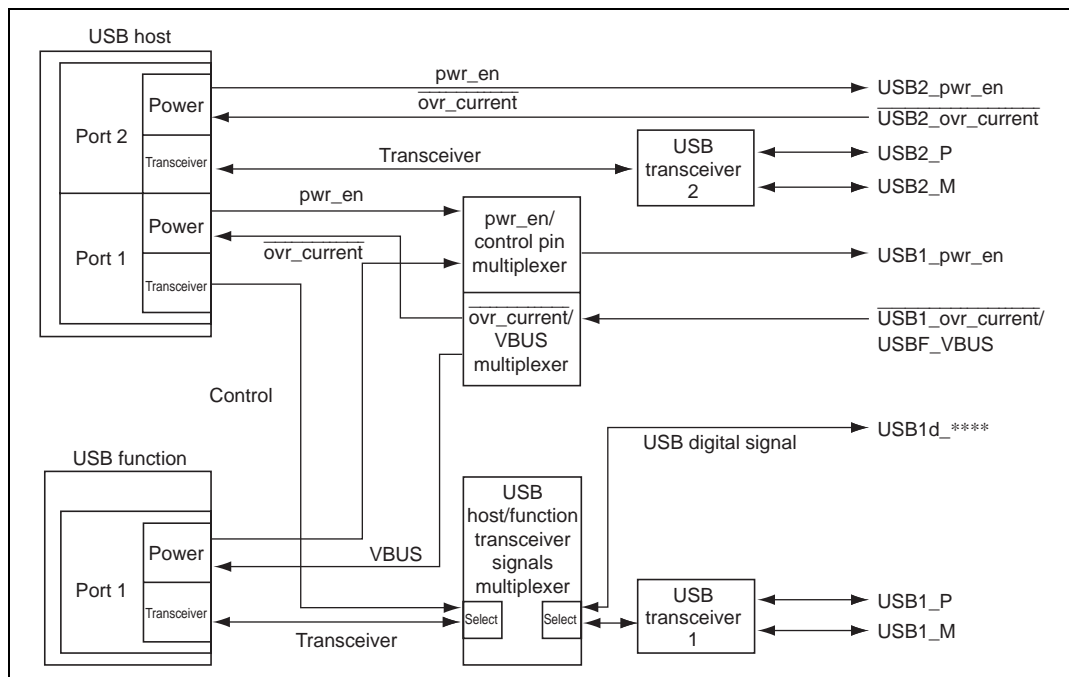 USB host
Port 2
Power
Transceiver
Port 1
Power
Transceiver
pwr_en
ovr_current
Transceiver
USB
transceiver
2
USB2_pwr_en
USB2_ovr_current
USB2_P
USB2_M
pwr_en
ovr_current
pwr_en/
control pin
multiplexer
ovr_current/
VBUS
multiplexer
USB1_pwr_en
USB1_ovr_current/
USBF_VBUS
Control
USB digital signal
USB1d_****
USB function
Port 1
Power
Transceiver
VBUS
Transceiver
USB
host/function
transceiver
signals
multiplexer
Select
Select
USB
transceiver
1
USB1_P
USB1_M